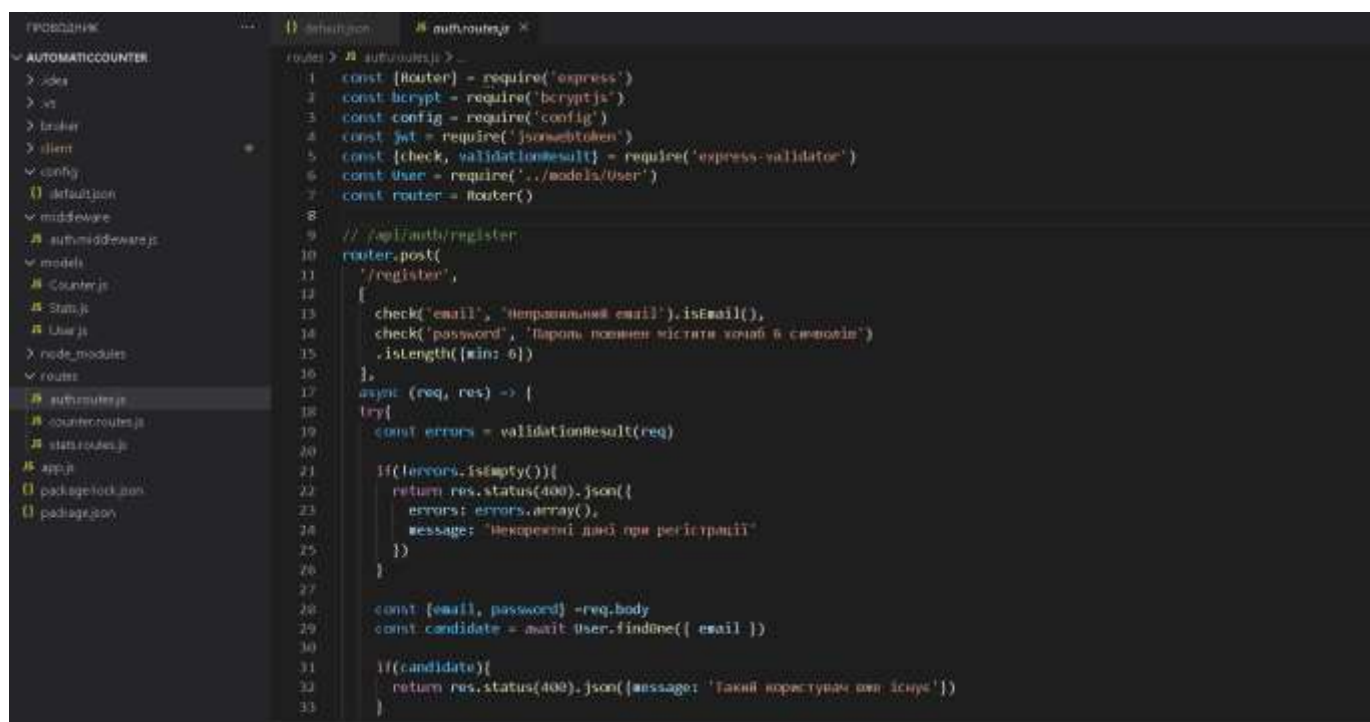 ПРОВОДНИК ...
AUTOMATICCOUNTER
> .idea
> .vs
> broker
> client
config
{} default.json
middleware
JS auth.middleware.js
models
JS Counter.js
JS Stats.js
JS User.js
> node_modules
routes
JS auth.routes.js
JS counter.routes.js
JS stats.routes.js
JS app.js
{} package-lock.json
{} package.json
{} default.json
JS auth.routes.js ×
routes > JS auth.routes.js > ...
1 const {Router} = require('express')
2 const bcrypt = require('bcryptjs')
3 const config = require('config')
4 const jwt = require('jsonwebtoken')
5 const {check, validationResult} = require('express-validator')
6 const User = require('../models/User')
7 const router = Router()
8
9 // /api/auth/register
10 router.post(
11 '/register',
12 [
13 check('email', 'Неправильний email').isEmail(),
14 check('password', 'Пароль повинен містити хочаб 6 символів')
15 .isLength({min: 6})
16 ],
17 async (req, res) => {
18 try{
19 const errors = validationResult(req)
20
21 if(!errors.isEmpty()){
22 return res.status(400).json({
23 errors: errors.array(),
24 message: 'Некоректні дані при регістрації'
25 })
26 }
27
28 const {email, password} =req.body
29 const candidate = await User.findOne({ email })
30
31 if(candidate){
32 return res.status(400).json({message: 'Такий користувач вже існує'})
33 }